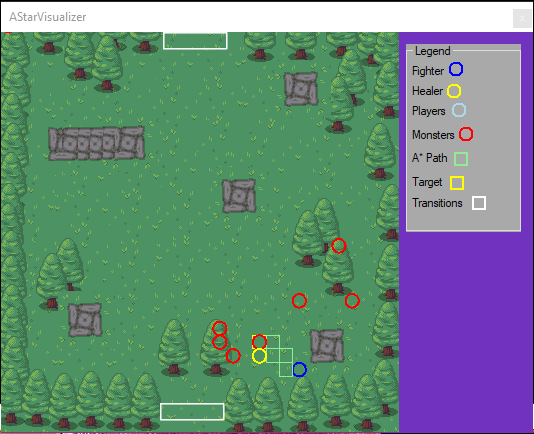 AStarVisualizer
x
Legend
Fighter
Healer
Players
Monsters
A* Path
Target
Transitions